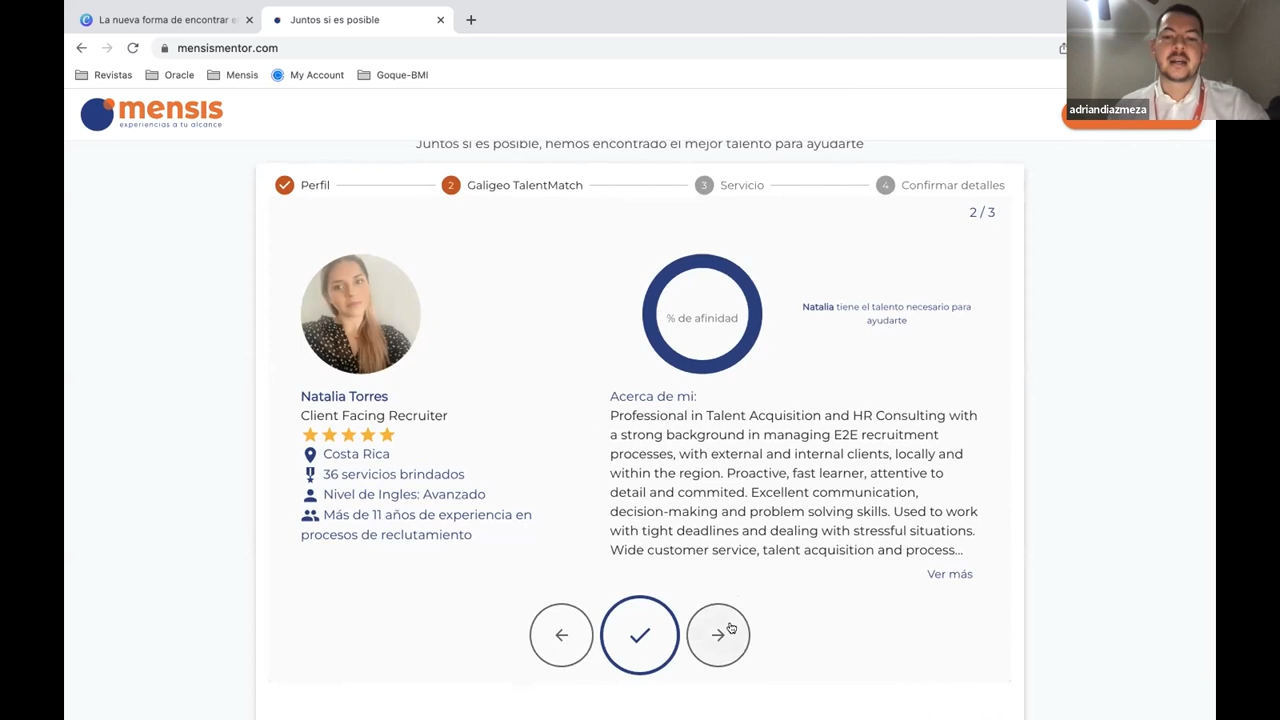 La nueva forma de encontrar e
Juntos si es posible
mensismentor.com
adriandiazmeza
Revistas
Oracle
Mensis
My Account
Goque-BMI
mensis
experiencias a tu alcance
Juntos si es posible, hemos encontrado el mejor talento para ayudarte
Perfil
2 Galigeo TalentMatch
3 Servicio
4 Confirmar detalles
2 / 3
% de afinidad
Natalia tiene el talento necesario para
ayudarte
Natalia Torres
Client Facing Recruiter
Costa Rica
36 servicios brindados
Nivel de Ingles: Avanzado
Más de 11 años de experiencia en
procesos de reclutamiento
Acerca de mi:
Professional in Talent Acquisition and HR Consulting with
a strong background in managing E2E recruitment
processes, with external and internal clients, locally and
within the region. Proactive, fast learner, attentive to
detail and commited. Excellent communication,
decision-making and problem solving skills. Used to work
with tight deadlines and dealing with stressful situations.
Wide customer service, talent acquisition and process...
Ver más